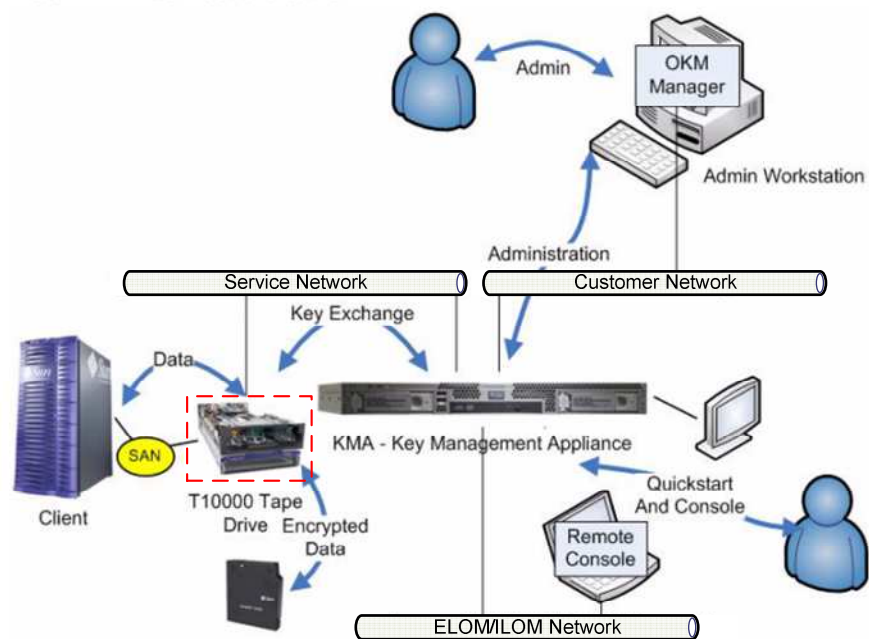 Admin
OKM
Manager
Admin Workstation
Administration
Service Network
Customer Network
Key Exchange
Data
SAN
KMA - Key Management Appliance
Client
T10000 Tape
Drive
Encrypted
Data
Quickstart
And Console
Remote
Console
ELOM/ILOM Network